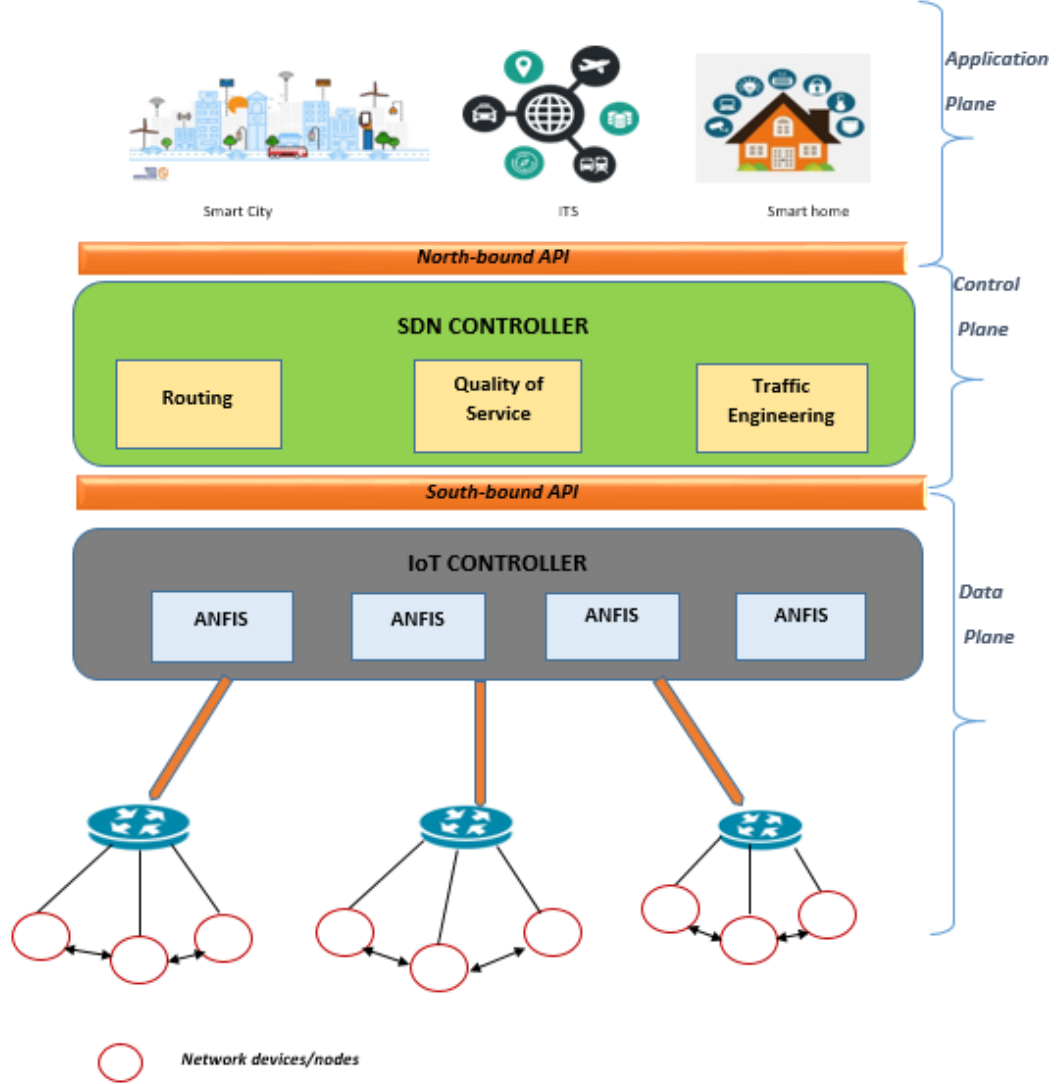 Application
Plane
Smart City
ITS
Smart home
North-bound API
Control
Plane
SDN CONTROLLER
Routing
Quality of
Service
Traffic
Engineering
South-bound API
IoT CONTROLLER
ANFIS
ANFIS
ANFIS
ANFIS
Data
Plane
Network devices/nodes